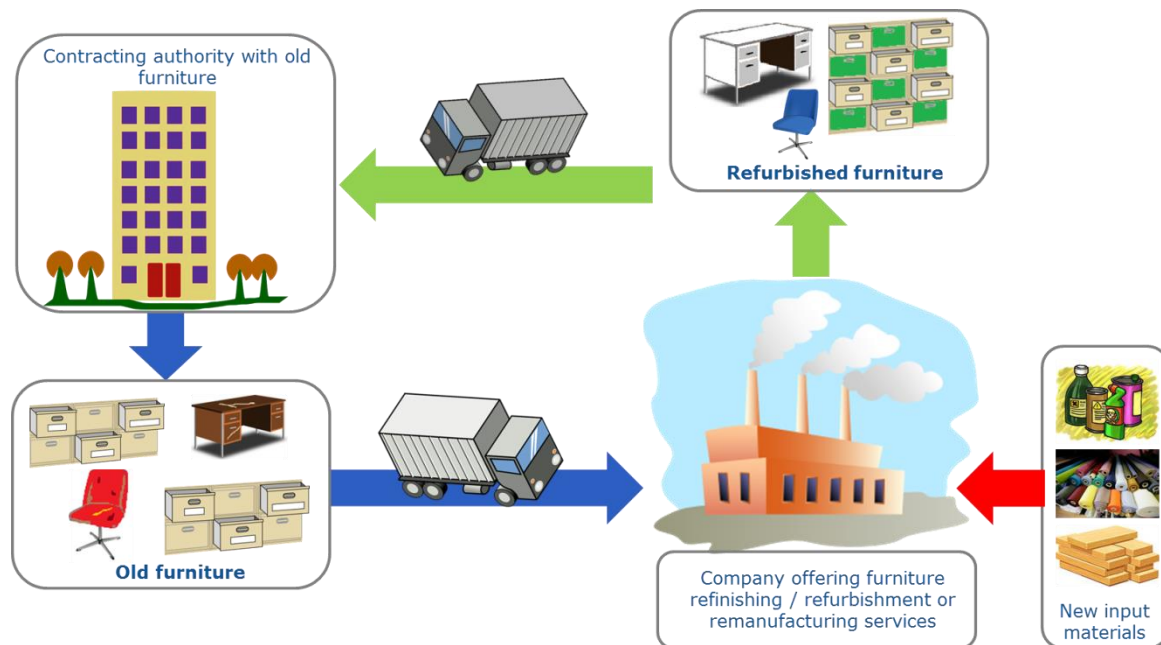 Contracting authority with old
furniture
Refurbished furniture
Old furniture
Company offering furniture
refinishing / refurbishment or
remanufacturing services
New input
materials